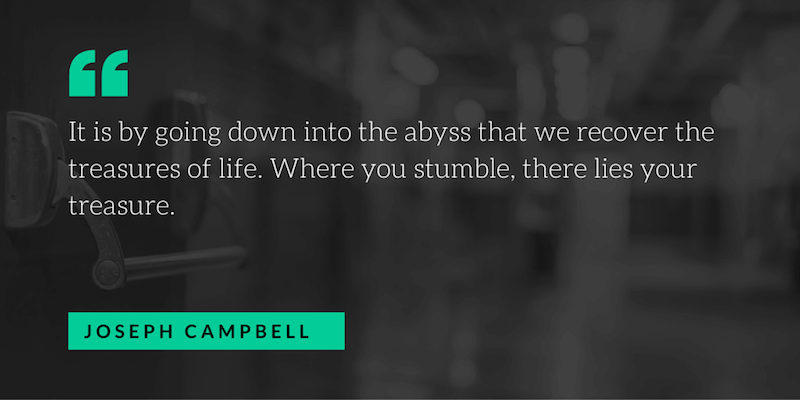 “
It is by going down into the abyss that we recover the
treasures of life. Where you stumble, there lies your
treasure.
JOSEPH CAMPBELL